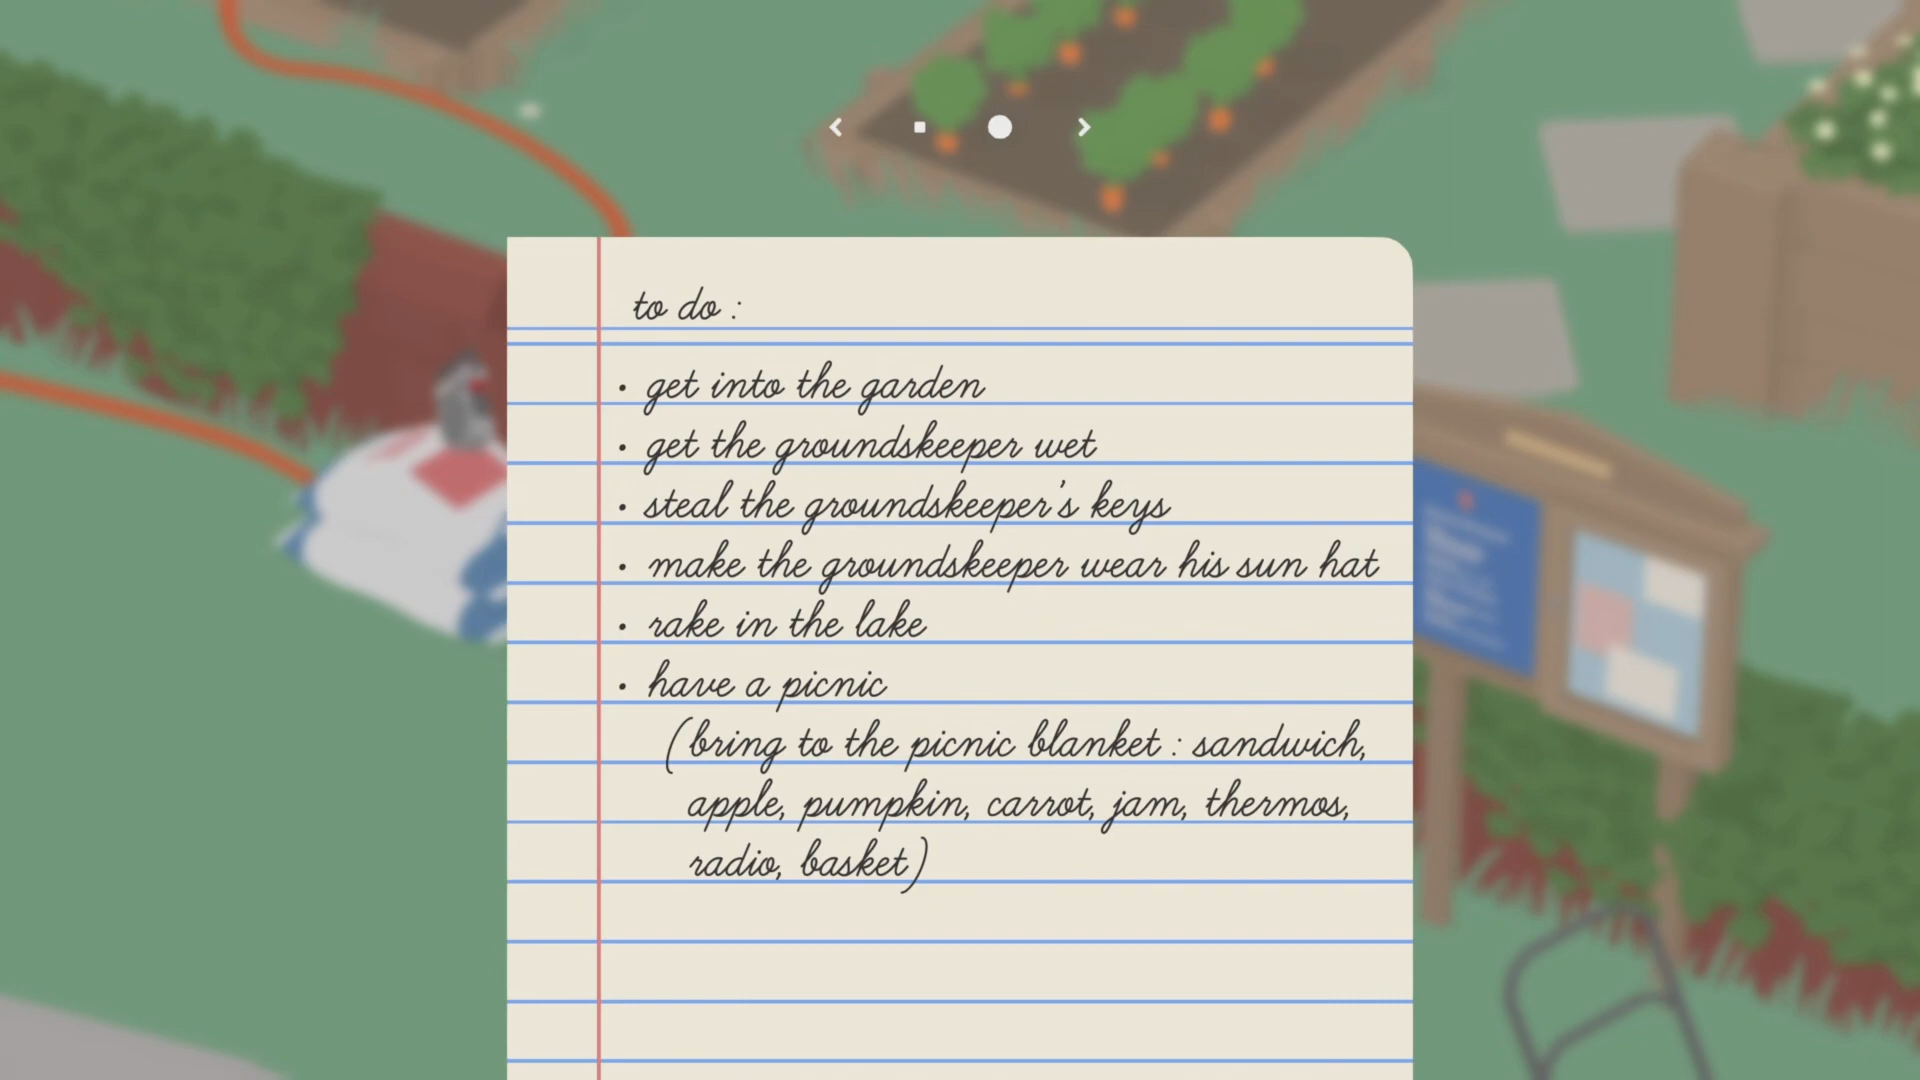 to do :
• get into the garden
• get the groundskeeper wet
• steal the groundskeeper's keys
• make the groundskeeper wear his sun hat
• rake in the lake
• have a picnic
(bring to the picnic blanket : sandwich,
apple, pumpkin, carrot, jam, thermos,
radio, basket)